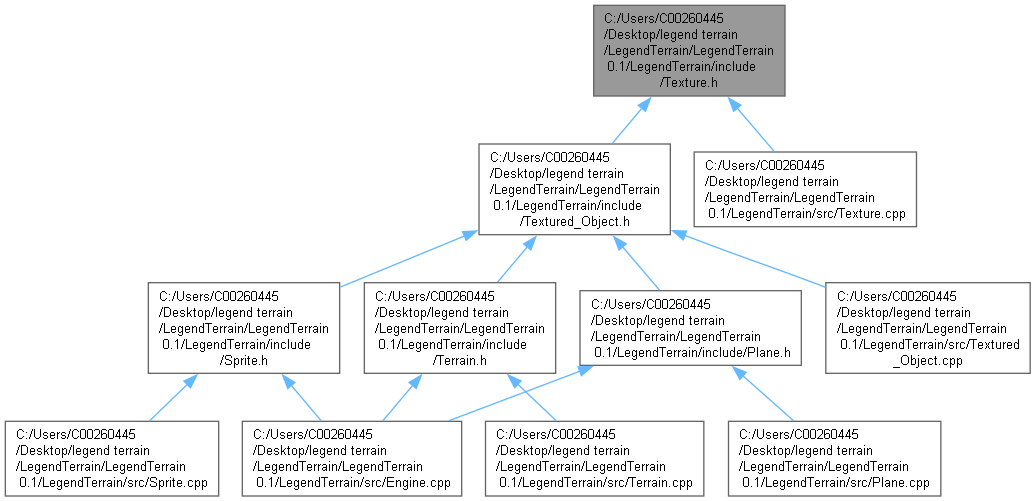 C:/Users/C00260445
/Desktop/legend terrain
/LegendTerrain/LegendTerrain
0.1/LegendTerrain/include
/Texture.h
C:/Users/C00260445
/Desktop/legend terrain
/LegendTerrain/LegendTerrain
0.1/LegendTerrain/include
/Textured_Object.h
C:/Users/C00260445
/Desktop/legend terrain
/LegendTerrain/LegendTerrain
0.1/LegendTerrain/src/Texture.cpp
C:/Users/C00260445
/Desktop/legend terrain
/LegendTerrain/LegendTerrain
0.1/LegendTerrain/include
/Sprite.h
C:/Users/C00260445
/Desktop/legend terrain
/LegendTerrain/LegendTerrain
0.1/LegendTerrain/include
/Terrain.h
C:/Users/C00260445
/Desktop/legend terrain
/LegendTerrain/LegendTerrain
0.1/LegendTerrain/include/Plane.h
C:/Users/C00260445
/Desktop/legend terrain
/LegendTerrain/LegendTerrain
0.1/LegendTerrain/src/Textured
_Object.cpp
C:/Users/C00260445
/Desktop/legend terrain
/LegendTerrain/LegendTerrain
0.1/LegendTerrain/src/Sprite.cpp
C:/Users/C00260445
/Desktop/legend terrain
/LegendTerrain/LegendTerrain
0.1/LegendTerrain/src/Engine.cpp
C:/Users/C00260445
/Desktop/legend terrain
/LegendTerrain/LegendTerrain
0.1/LegendTerrain/src/Terrain.cpp
C:/Users/C00260445
/Desktop/legend terrain
/LegendTerrain/LegendTerrain
0.1/LegendTerrain/src/Plane.cpp